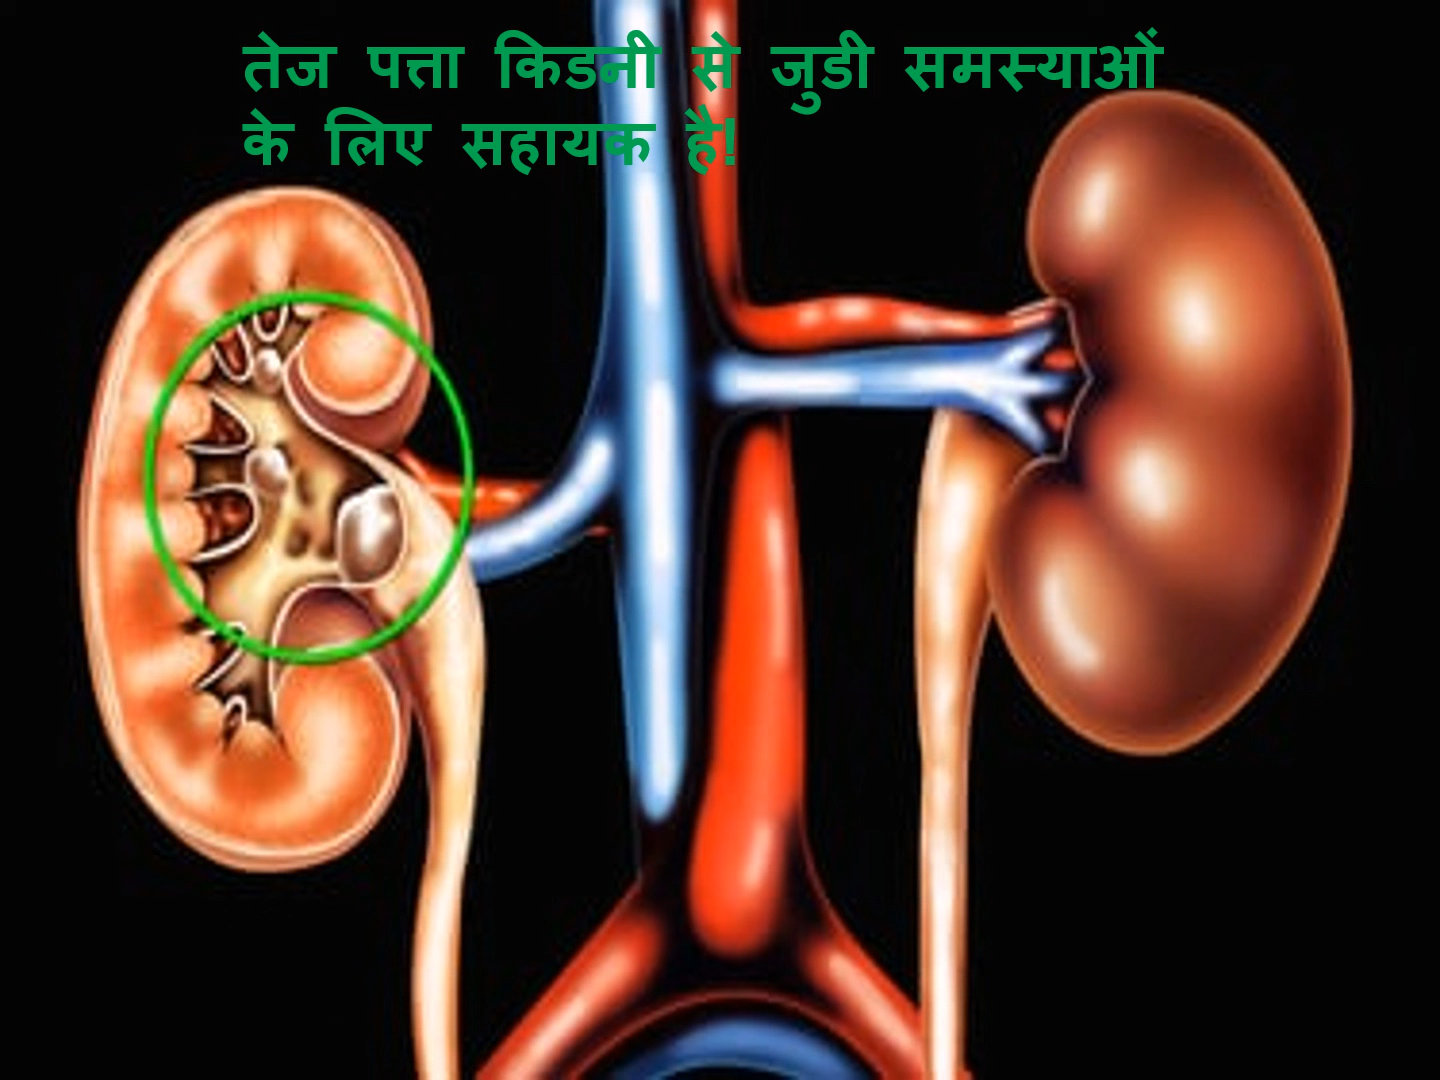 तेज पत्ता किडनी से जुडी समस्याओं
के लिए सहायक है!